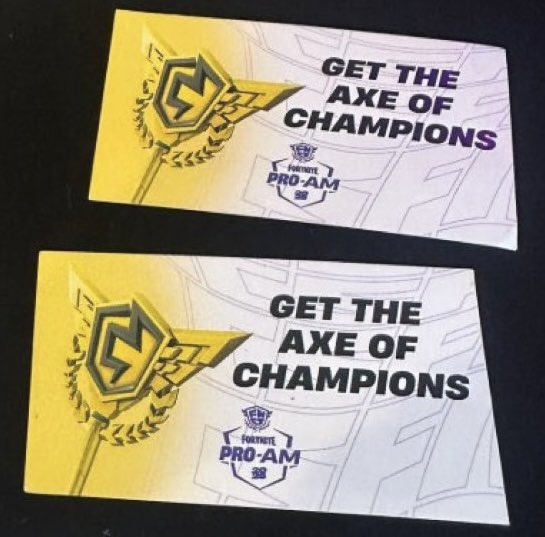 GET THE
AXE OF
CHAMPIONS
FORTNITE
PRO-AM
GET THE
AXE OF
CHAMPIONS
FORTNITE
PRO-AM